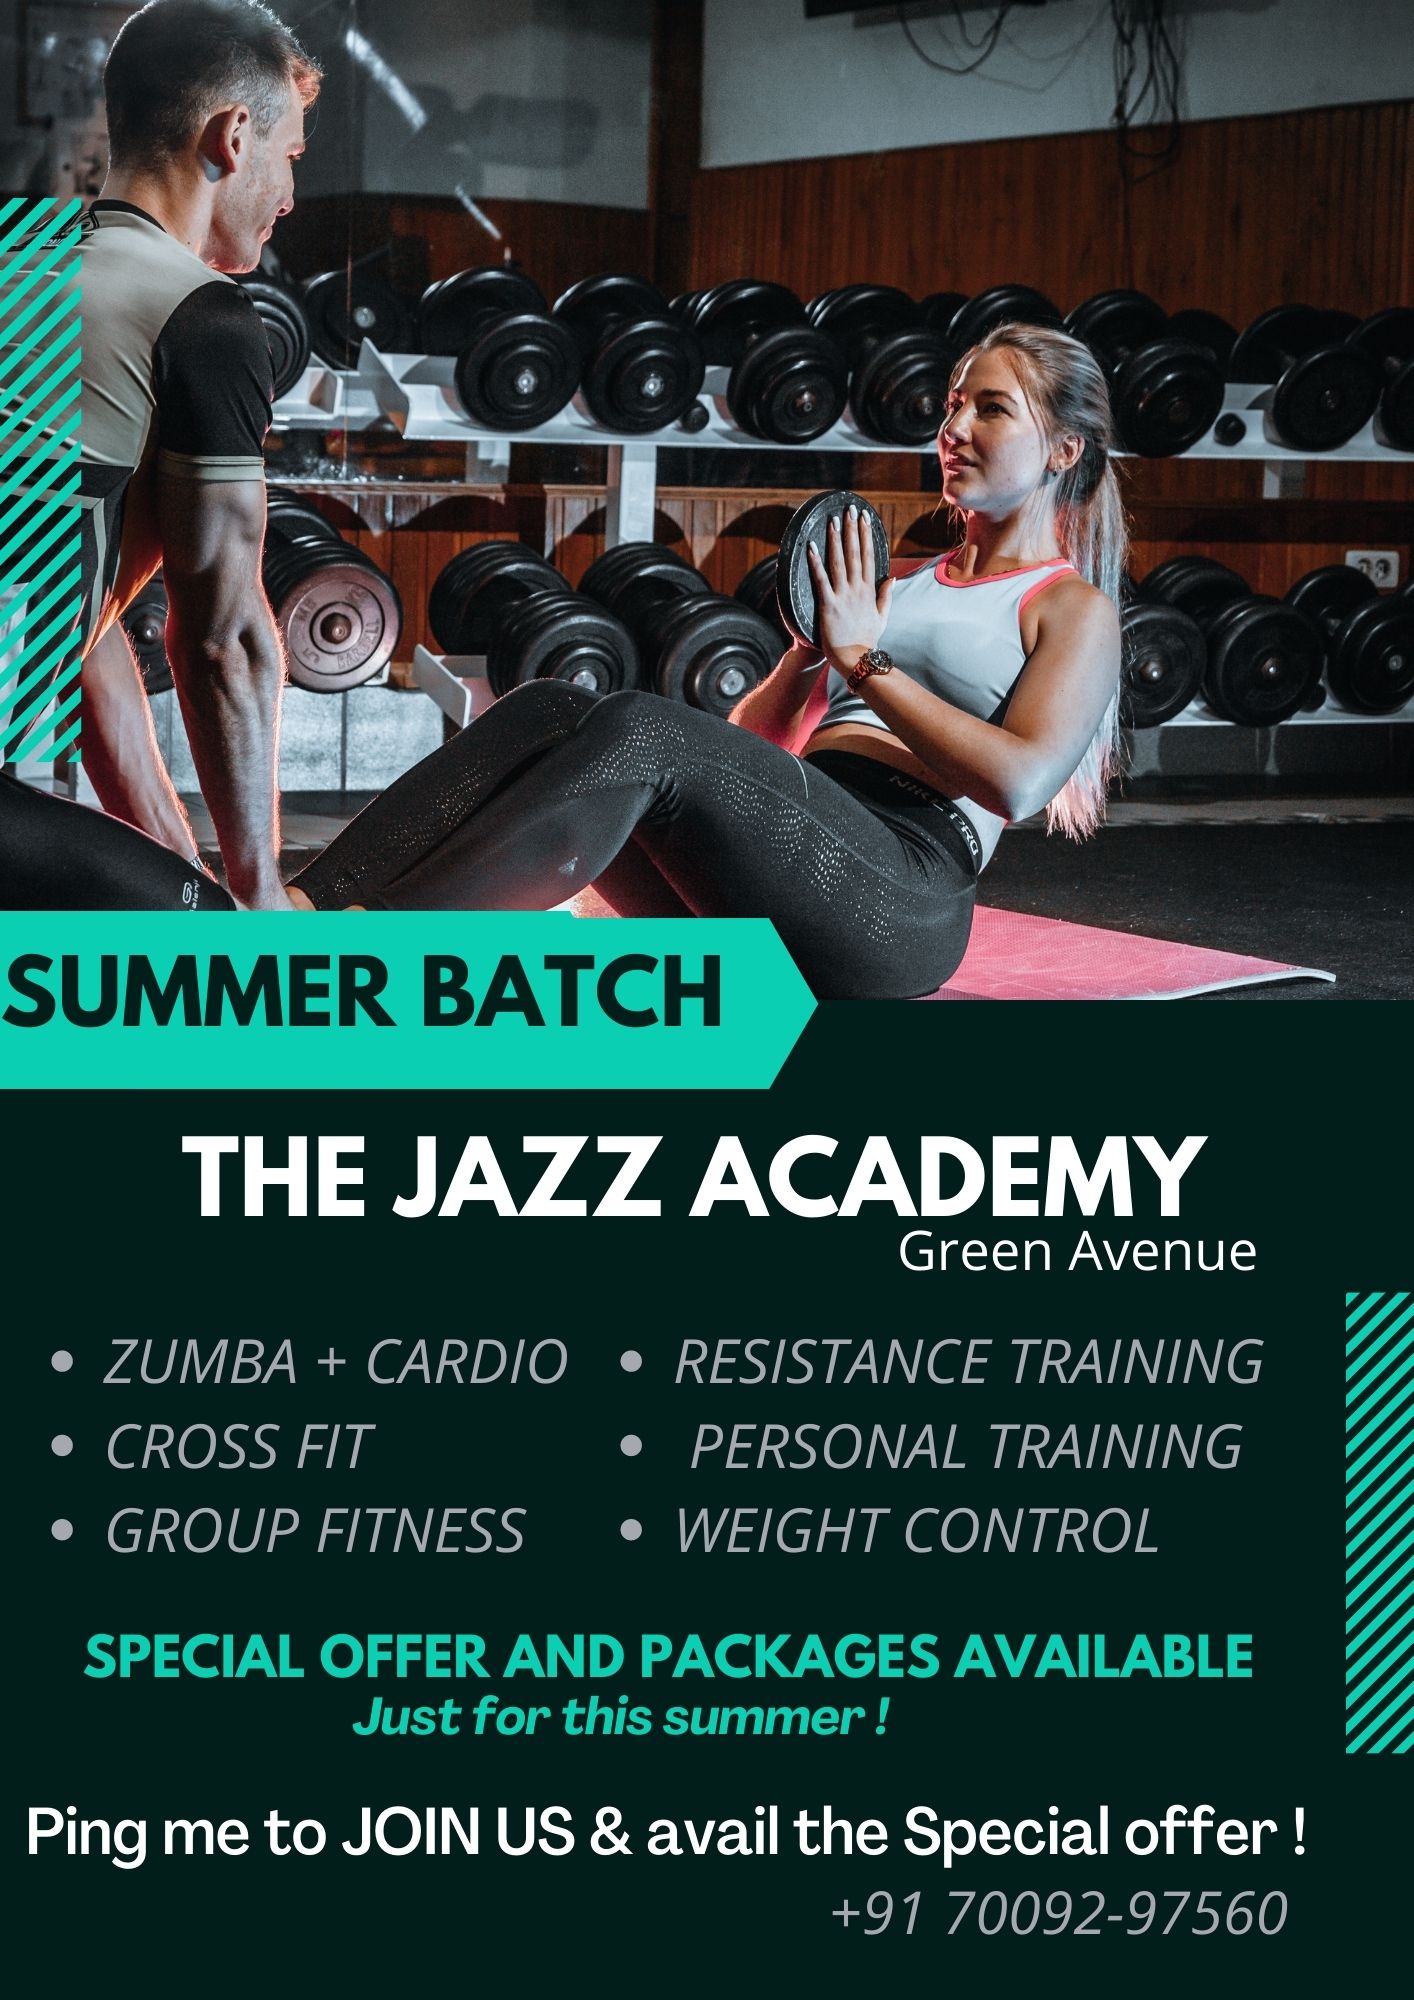 NIKE PRO
SUMMER BATCH
THE JAZZ ACADEMY
Green Avenue
• ZUMBA + CARDIO
• CROSS FIT
• GROUP FITNESS
• RESISTANCE TRAINING
• PERSONAL TRAINING
• WEIGHT CONTROL
SPECIAL OFFER AND PACKAGES AVAILABLE
Just for this summer !
Ping me to JOIN US & avail the Special offer !
+91 70092-97560